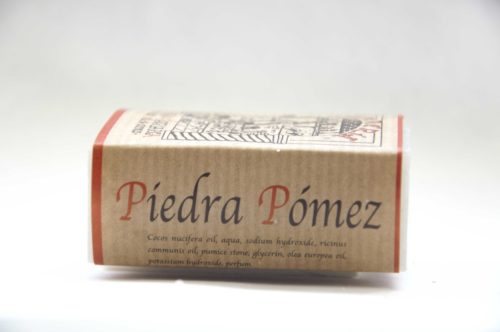 Piedra Pómez
Cocos nucifera oil, aqua, sodium hydroxide, ricinus
communis oil, pumice stone, glycerin, olea europea oil,
potassium hydroxide, perfum.